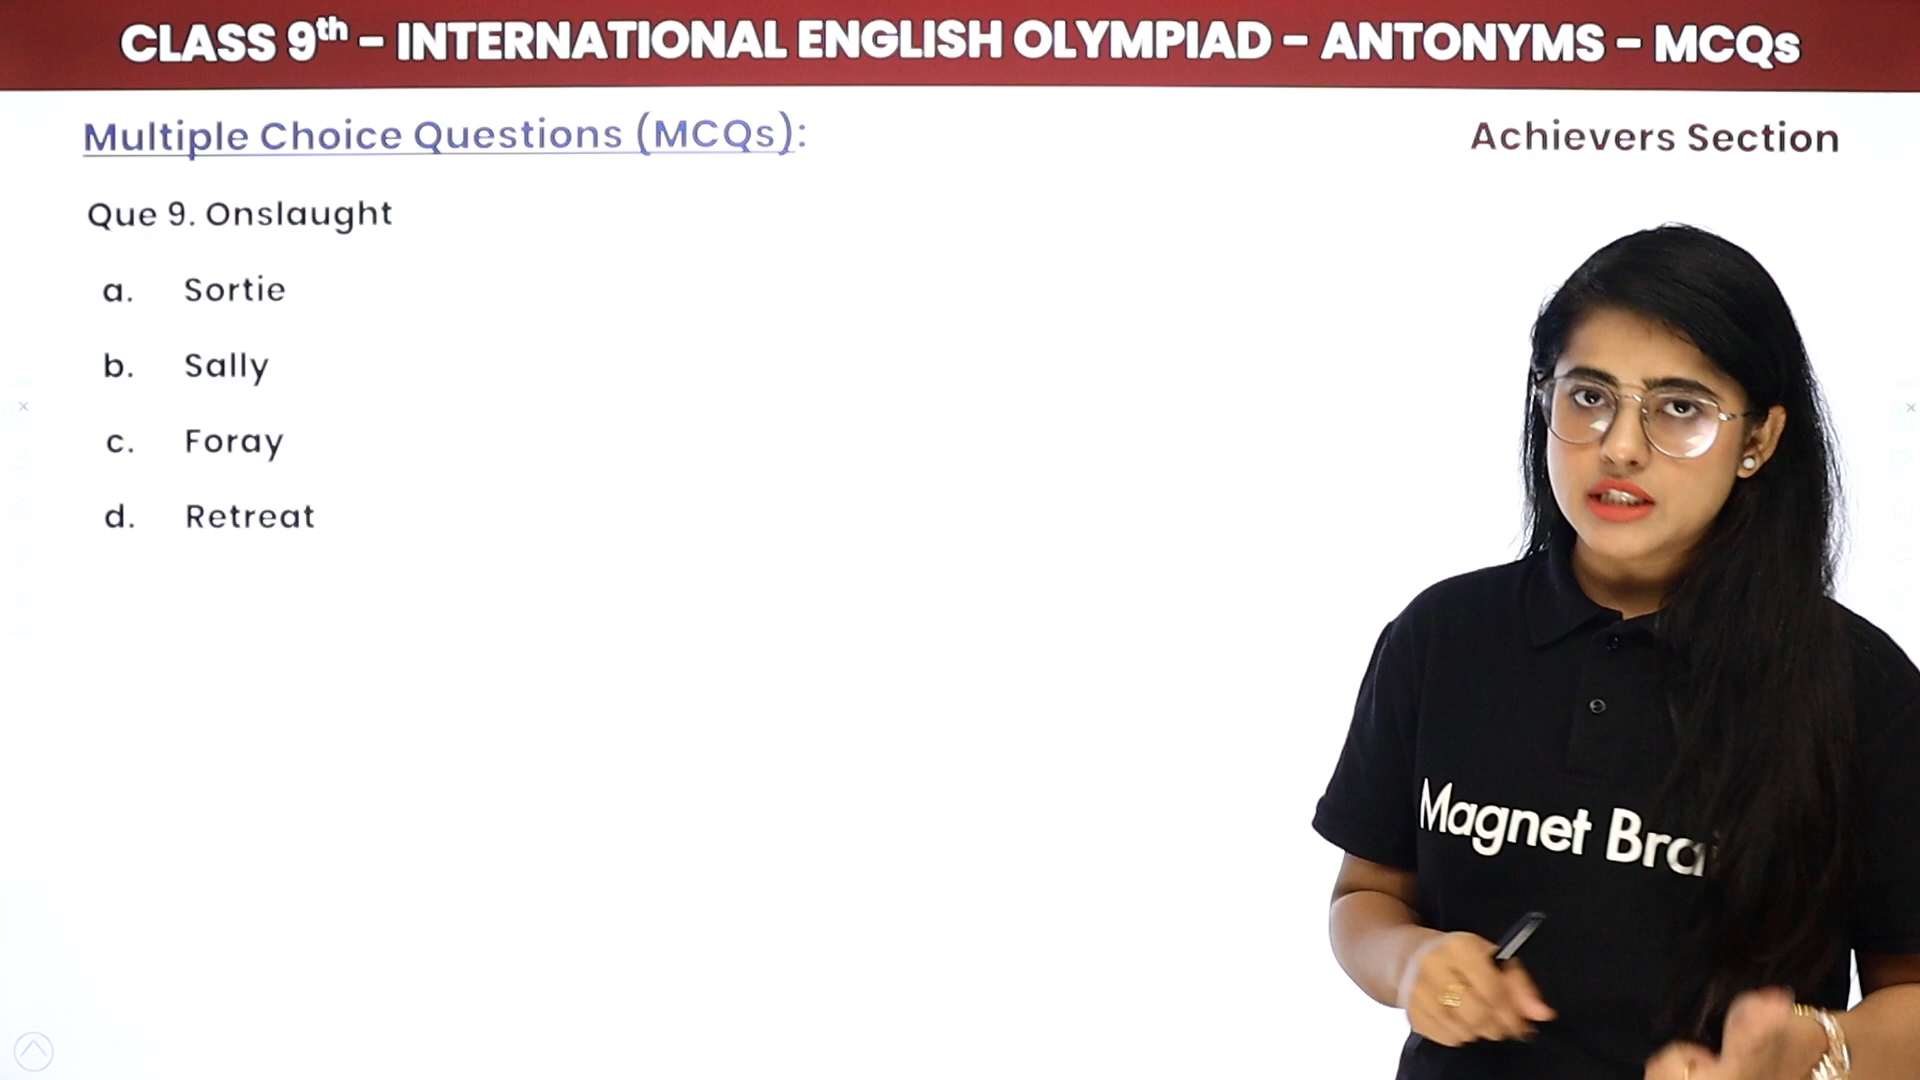 CLASS 9th - INTERNATIONAL ENGLISH OLYMPIAD - ANTONYMS - MCQs
Multiple Choice Questions (MCQs):
Achievers Section
Que 9. Onslaught
a. Sortie
b. Sally
c. Foray
d. Retreat
Magnet Bra